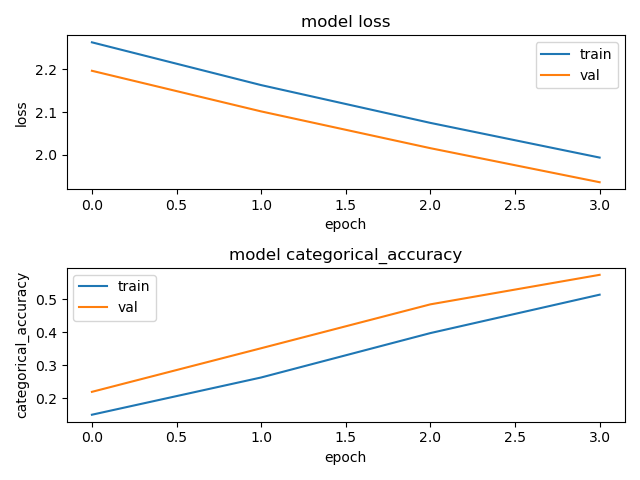 model loss
train
val
2.2
2.1
2.0
loss
0.0 0.5 1.0 1.5 2.0 2.5 3.0
epoch
model categorical_accuracy
train
val
0.5
0.4
0.3
0.2
categorical_accuracy
0.0 0.5 1.0 1.5 2.0 2.5 3.0
epoch